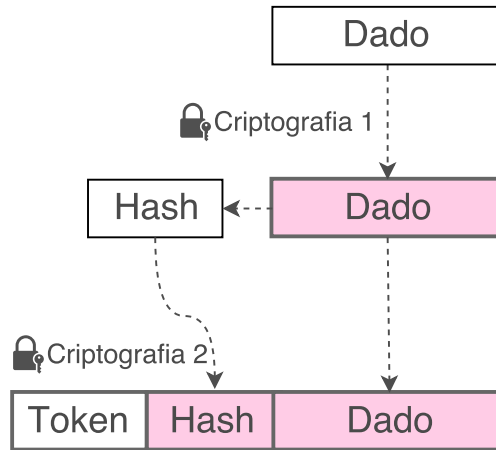 Dado
Criptografia 1
Hash
Dado
Criptografia 2
Token
Hash
Dado